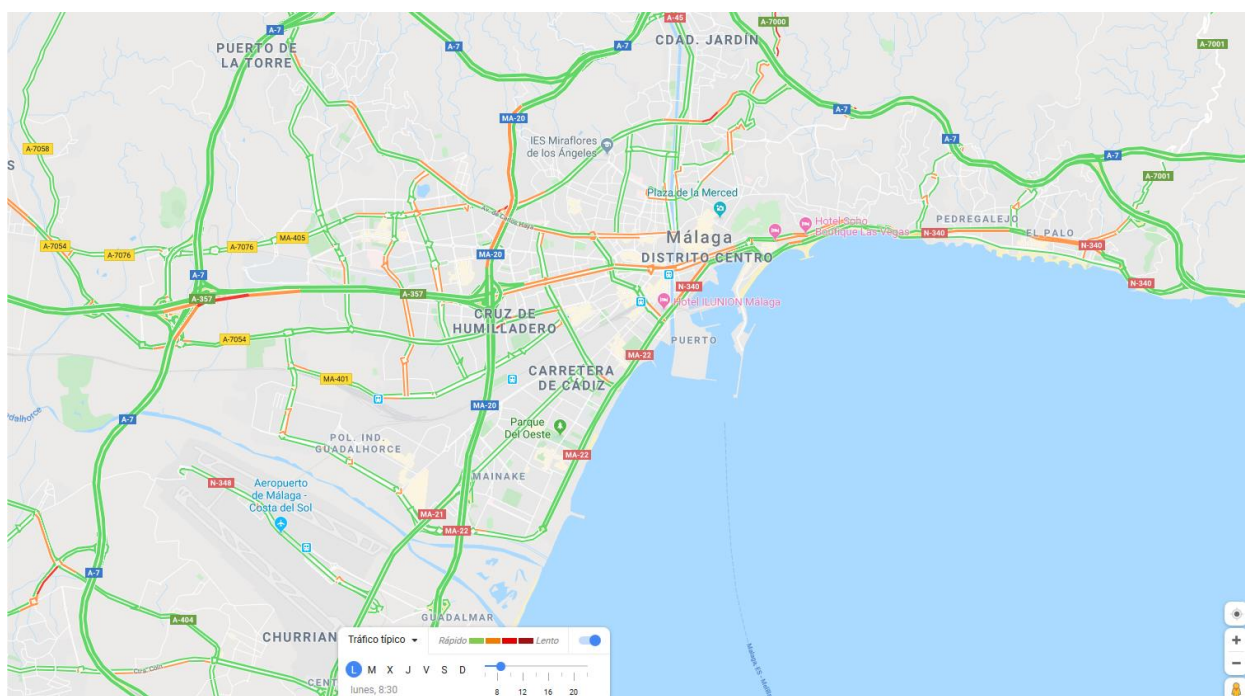 A-45
A-7000
A-7
CDAD. JARDÍN
A-7001
PUERTO DE
LA TORRE
A-7
A-7
MA-20
A-7
IES Miraflores
de los Ángeles
A-7
A-7058
A-7
S
A-7001
Plaza de la Merced
Av. de Carlos Haya
PEDREGALEJO
Hotel Soho
Boutique Las Vegas
N-340
EL PALO
A-7054
A-7076
A-7076
MA-405
Málaga
DISTRITO CENTRO
N-340
MA-20
A-7
N-340
N-340
A-357
A-357
Hotel ILUNION Málaga
CRUZ DE
HUMILLADERO
A-7054
PUERTO
MA-22
MA-401
CARRETERA
DE CÁDIZ
MA-20
A-7
Parque
Del Oeste
POL. IND.
GUADALHORCE
MA-22
MAINAKE
N-348
Aeropuerto
de Málaga -
Costa del Sol
MA-21
MA-22
A-7
A-404
GUADALMAR
CHURRIAN
CENT
Tráfico típico
Rápido
Lento
L M X J V S D
lunes, 8:30
8 12 16 20